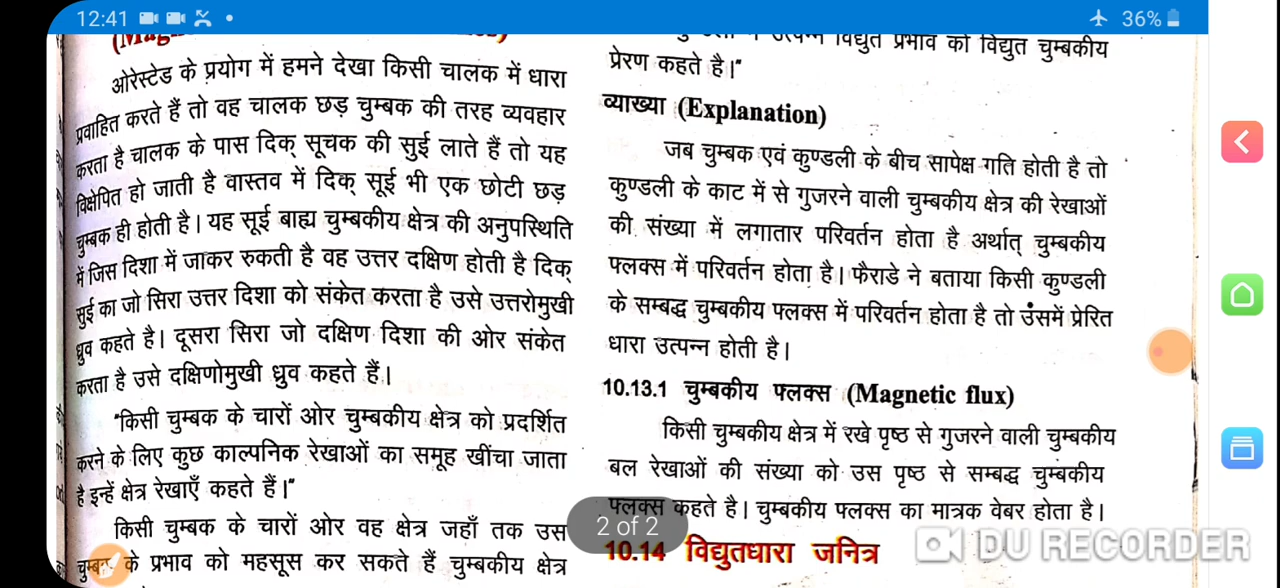 12:41
36%
ओरेस्टेड के प्रयोग में हमने देखा किसी चालक में धारा
प्रवाहित करते हैं तो वह चालक छड़ चुम्बक की तरह व्यवहार
करता है चालक के पास दिक् सूचक की सुई लाते हैं तो यह
विक्षेपित हो जाती है वास्तव में दिक् सूई भी एक छोटी छड़
चुम्बक ही होती है। यह सूई बाह्य चुम्बकीय क्षेत्र की अनुपस्थिति
में जिस दिशा में जाकर रुकती है वह उत्तर दक्षिण होती है दिक्
सुई का जो सिरा उत्तर दिशा को संकेत करता है उसे उत्तरोमुखी
ध्रुव कहते है। दूसरा सिरा जो दक्षिण दिशा की ओर संकेत
करता है उसे दक्षिणोमुखी ध्रुव कहते हैं।
"किसी चुम्बक के चारों ओर चुम्बकीय क्षेत्र को प्रदर्शित
करने के लिए कुछ काल्पनिक रेखाओं का समूह खींचा जाता
है इन्हें क्षेत्र रेखाएँ कहते हैं।"
किसी चुम्बक के चारों ओर वह क्षेत्र जहाँ तक उस
के प्रभाव को महसूस कर सकते हैं चुम्बकीय क्षेत्र
उत्पन्न विद्युत प्रभाव को विद्युत चुम्बकीय
प्रेरण कहते है।"
व्याख्या (Explanation)
जब चुम्बक एवं कुण्डली के बीच सापेक्ष गति होती है तो
कुण्डली के काट में से गुजरने वाली चुम्बकीय क्षेत्र की रेखाओं
की संख्या में लगातार परिवर्तन होता है अर्थात् चुम्बकीय
फ्लक्स में परिवर्तन होता है। फैराडे ने बताया किसी कुण्डली
के सम्बद्ध चुम्बकीय फ्लक्स में परिवर्तन होता है तो उसमें प्रेरित
धारा उत्पन्न होती है।
10.13.1 चुम्बकीय फ्लक्स (Magnetic flux)
किसी चुम्बकीय क्षेत्र में रखे पृष्ठ से गुजरने वाली चुम्बकीय
बल रेखाओं की संख्या को उस पृष्ठ से सम्बद्ध चुम्बकीय
फ्लक्स कहते है। चुम्बकीय फ्लक्स का मात्रक वेबर होता है।
10.14 विद्युतधारा जनित्र
2 of 2
DU RECORDER